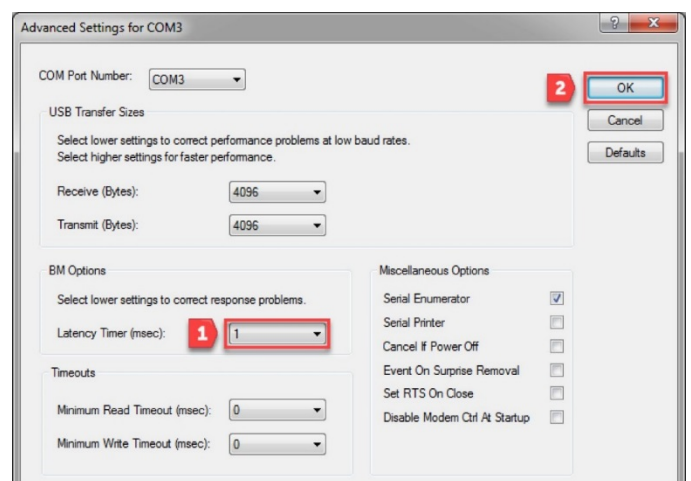 Advanced Settings for COM3
COM Port Number: COM3
2
OK
Cancel
Defaults
USB Transfer Sizes
Select lower settings to correct performance problems at low baud rates.
Select higher settings for faster performance.
Receive (Bytes): 4096
Transmit (Bytes): 4096
BM Options
Select lower settings to correct response problems.
Latency Timer (msec): 1 1
Timeouts
Minimum Read Timeout (msec): 0
Minimum Write Timeout (msec): 0
Miscellaneous Options
Serial Enumerator
Serial Printer
Cancel If Power Off
Event On Surprise Removal
Set RTS On Close
Disable Modem Ctrl At Startup